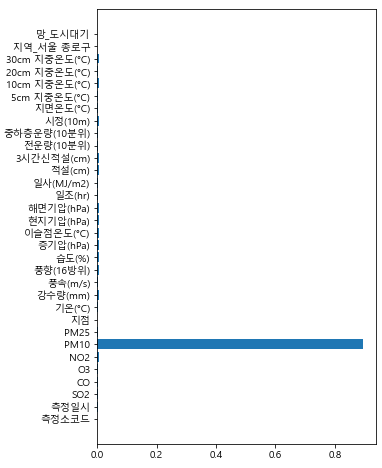 망_도시대기
지역_서울 종로구
30cm 지중온도(°C)
20cm 지중온도(°C)
10cm 지중온도(°C)
5cm 지중온도(°C)
지면온도(°C)
시정(10m)
중하층운량(10분위)
전운량(10분위)
3시간신적설(cm)
적설(cm)
일사(MJ/m2)
일조(hr)
해면기압(hPa)
현지기압(hPa)
이슬점온도(°C)
증기압(hPa)
습도(%)
풍향(16방위)
풍속(m/s)
강수량(mm)
기온(°C)
지점
PM25
PM10
NO2
O3
CO
SO2
측정일시
측정소코드
0.0 0.2 0.4 0.6 0.8